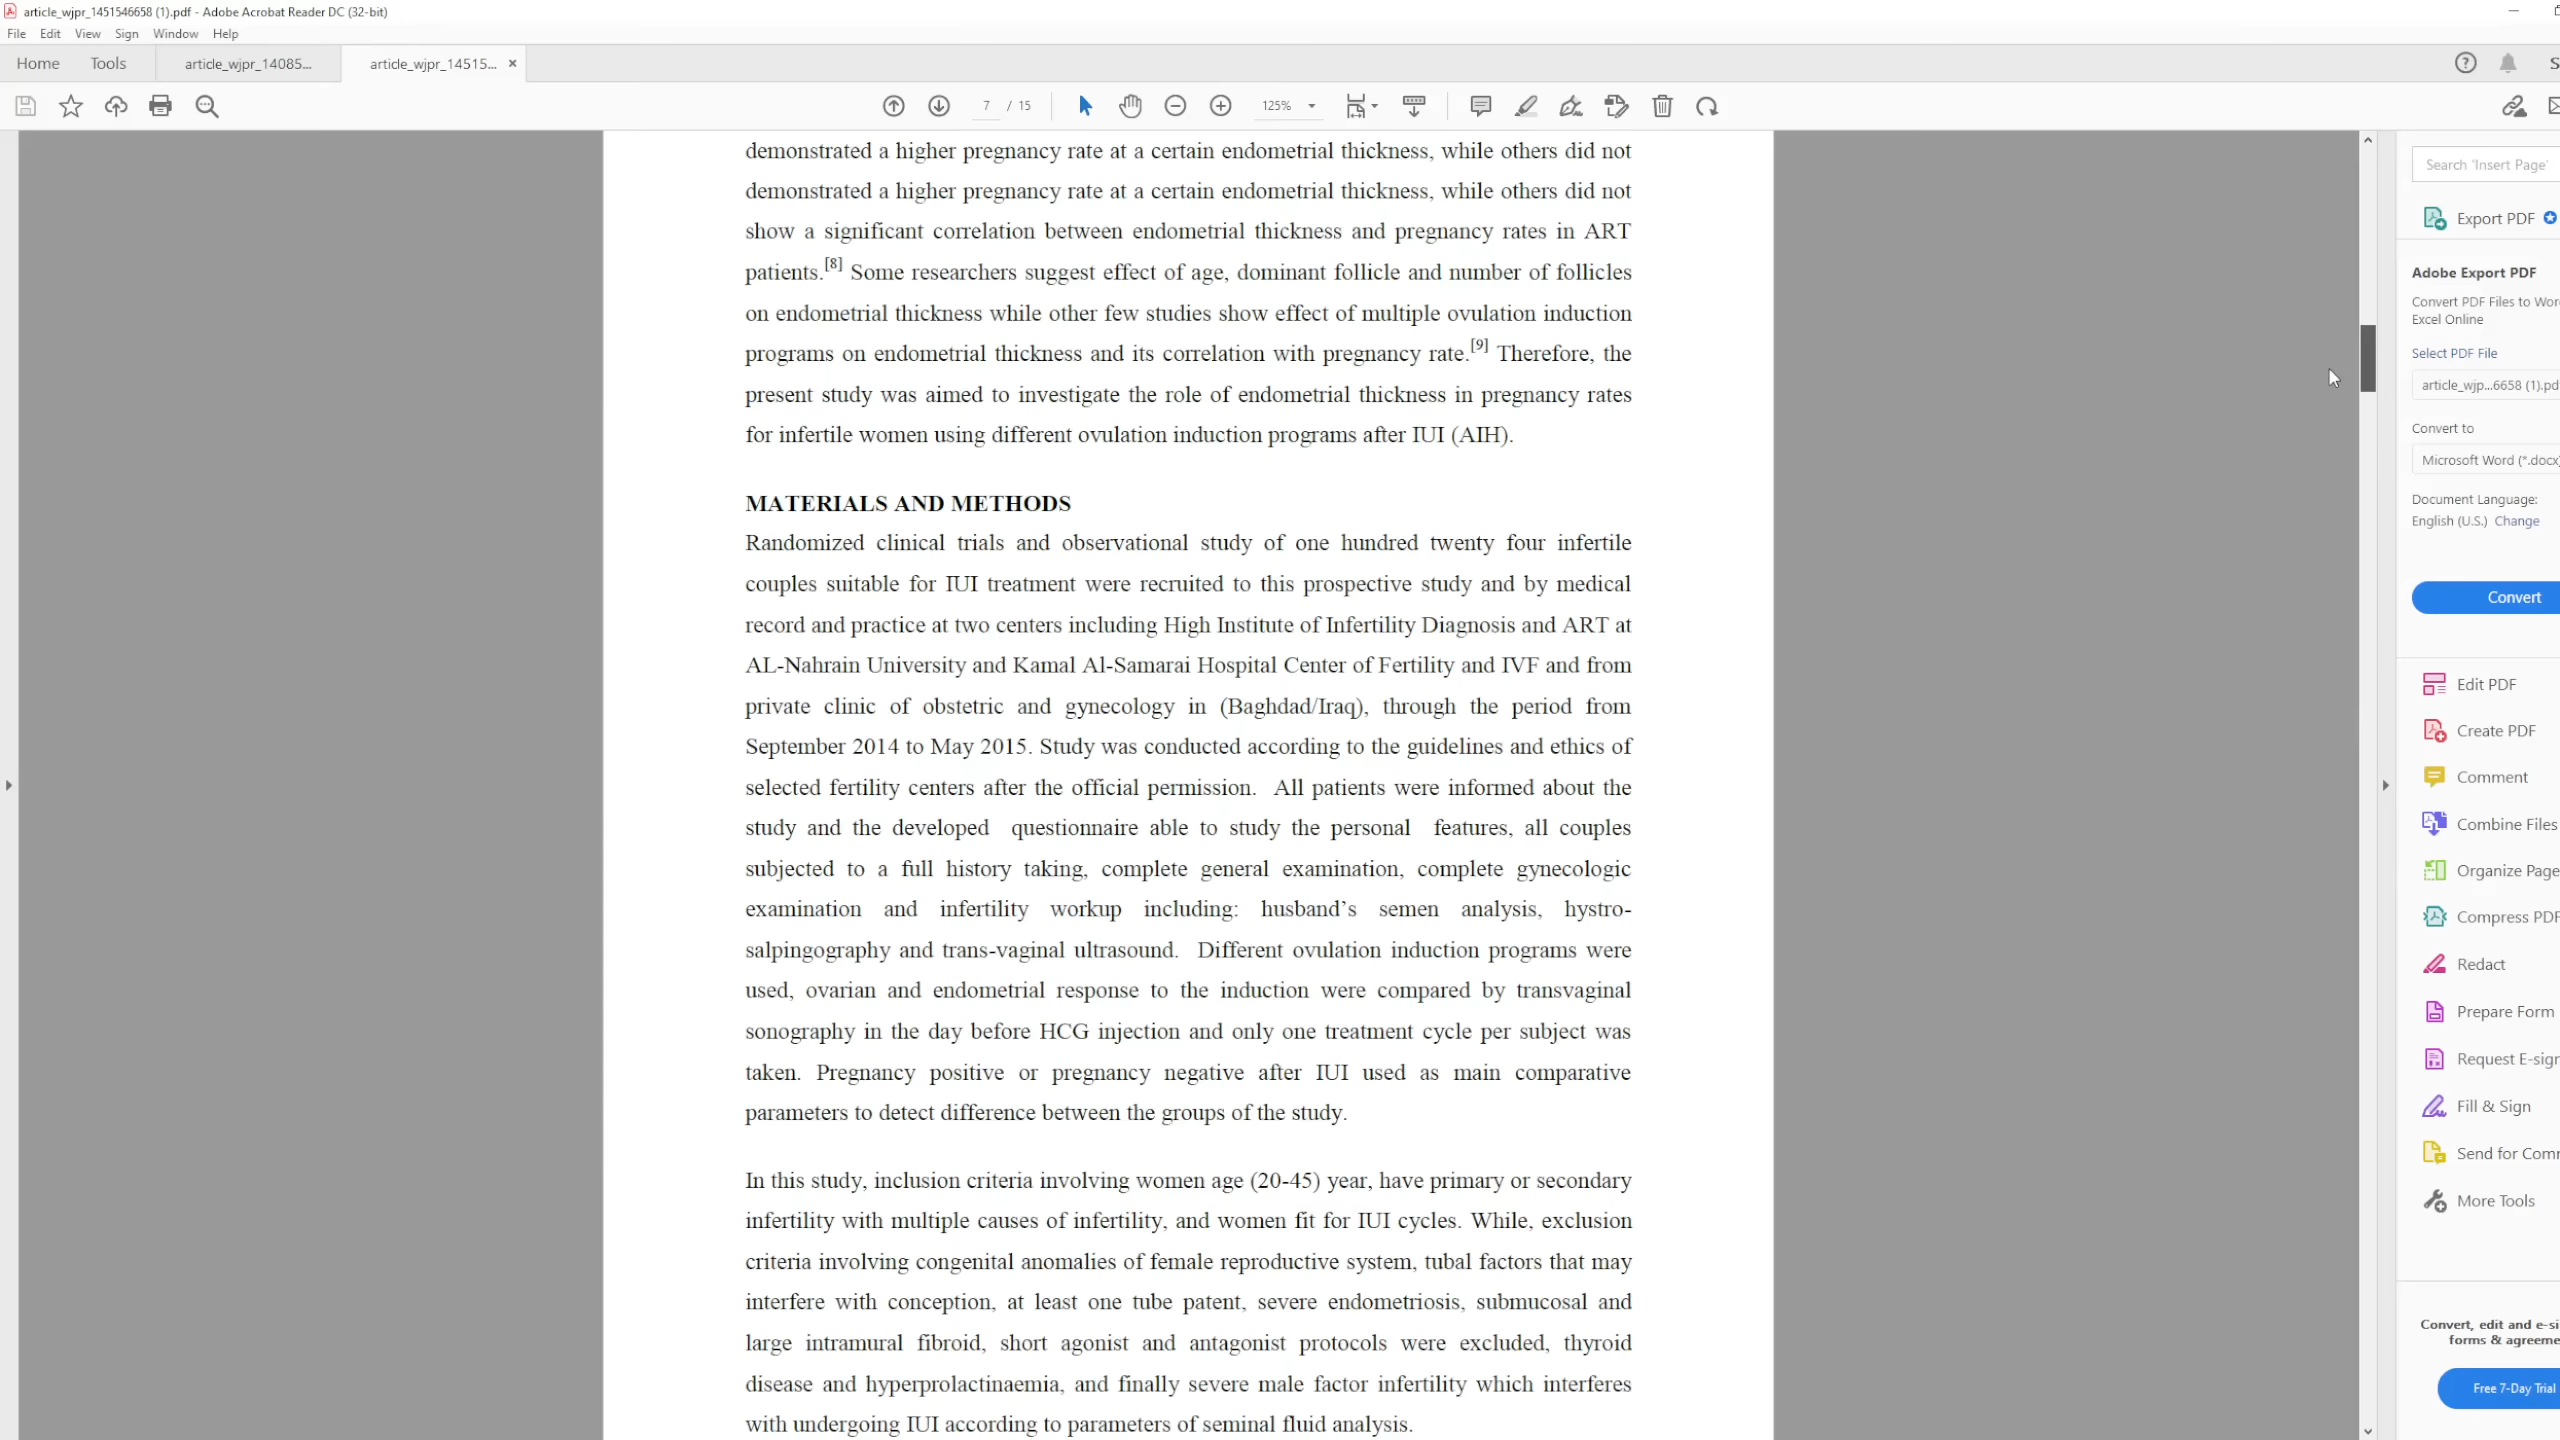 article_wjpr_1451546658 (1).pdf - Adobe Acrobat Reader DC (32-bit)
File Edit View Sign Window Help
Home Tools article_wjpr_14085... article_wjpr_14515... ×
7 / 15 125%
demonstrated a higher pregnancy rate at a certain endometrial thickness, while others did not
demonstrated a higher pregnancy rate at a certain endometrial thickness, while others did not
show a significant correlation between endometrial thickness and pregnancy rates in ART
patients.[8] Some researchers suggest effect of age, dominant follicle and number of follicles
on endometrial thickness while other few studies show effect of multiple ovulation induction
programs on endometrial thickness and its correlation with pregnancy rate.[9] Therefore, the
present study was aimed to investigate the role of endometrial thickness in pregnancy rates
for infertile women using different ovulation induction programs after IUI (AIH).
MATERIALS AND METHODS
Randomized clinical trials and observational study of one hundred twenty four infertile
couples suitable for IUI treatment were recruited to this prospective study and by medical
record and practice at two centers including High Institute of Infertility Diagnosis and ART at
AL-Nahrain University and Kamal Al-Samarai Hospital Center of Fertility and IVF and from
private clinic of obstetric and gynecology in (Baghdad/Iraq), through the period from
September 2014 to May 2015. Study was conducted according to the guidelines and ethics of
selected fertility centers after the official permission. All patients were informed about the
study and the developed questionnaire able to study the personal features, all couples
subjected to a full history taking, complete general examination, complete gynecologic
examination and infertility workup including: husband's semen analysis, hystro-
salpingography and trans-vaginal ultrasound. Different ovulation induction programs were
used, ovarian and endometrial response to the induction were compared by transvaginal
sonography in the day before HCG injection and only one treatment cycle per subject was
taken. Pregnancy positive or pregnancy negative after IUI used as main comparative
parameters to detect difference between the groups of the study.
In this study, inclusion criteria involving women age (20-45) year, have primary or secondary
infertility with multiple causes of infertility, and women fit for IUI cycles. While, exclusion
criteria involving congenital anomalies of female reproductive system, tubal factors that may
interfere with conception, at least one tube patent, severe endometriosis, submucosal and
large intramural fibroid, short agonist and antagonist protocols were excluded, thyroid
disease and hyperprolactinaemia, and finally severe male factor infertility which interferes
with undergoing IUI according to parameters of seminal fluid analysis.
Search 'Insert Page'
Export PDF
Adobe Export PDF
Convert PDF Files to Wor
Excel Online
Select PDF File
article_wjp...6658 (1).pd
Convert to
Microsoft Word (*.docx
Document Language:
English (U.S.) Change
Convert
Edit PDF
Create PDF
Comment
Combine Files
Organize Page
Compress PDF
Redact
Prepare Form
Request E-sign
Fill & Sign
Send for Com
More Tools
Convert, edit and e-si
forms & agreeme
Free 7-Day Trial